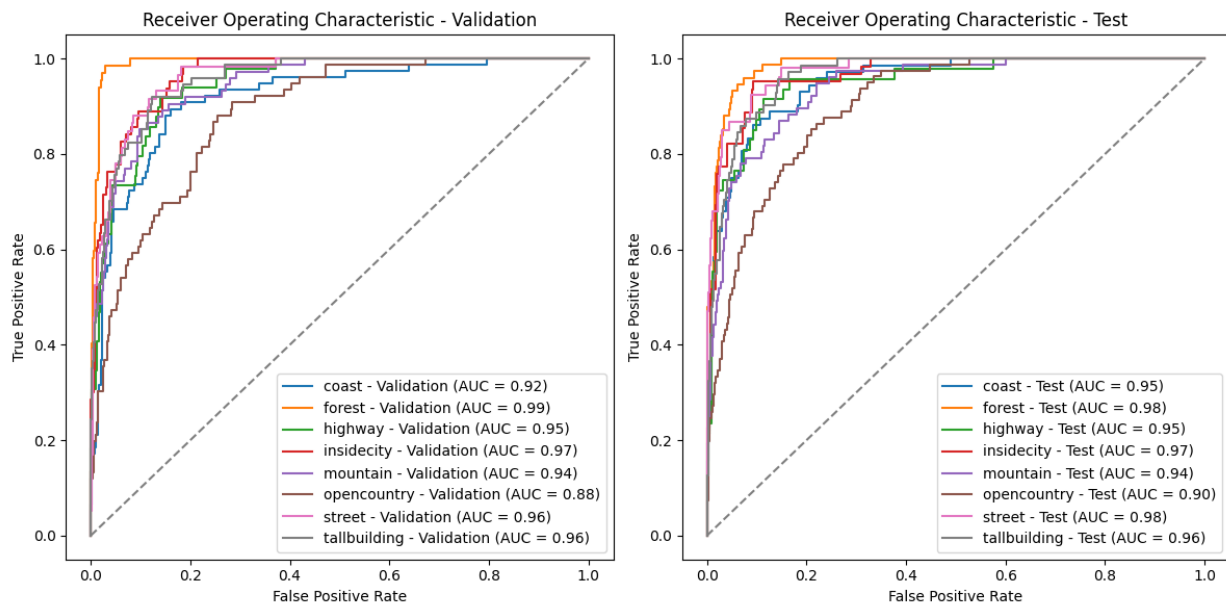 Receiver Operating Characteristic - Validation
True Positive Rate
1.0
0.8
0.6
0.4
0.2
0.0
coast - Validation (AUC = 0.92)
forest - Validation (AUC = 0.99)
highway - Validation (AUC = 0.95)
insidecity - Validation (AUC = 0.97)
mountain - Validation (AUC = 0.94)
opencountry - Validation (AUC = 0.88)
street - Validation (AUC = 0.96)
tallbuilding - Validation (AUC = 0.96)
0.0 0.2 0.4 0.6 0.8 1.0
False Positive Rate
Receiver Operating Characteristic - Test
True Positive Rate
1.0
0.8
0.6
0.4
0.2
0.0
coast - Test (AUC = 0.95)
forest - Test (AUC = 0.98)
highway - Test (AUC = 0.95)
insidecity - Test (AUC = 0.97)
mountain - Test (AUC = 0.94)
opencountry - Test (AUC = 0.90)
street - Test (AUC = 0.98)
tallbuilding - Test (AUC = 0.96)
0.0 0.2 0.4 0.6 0.8 1.0
False Positive Rate